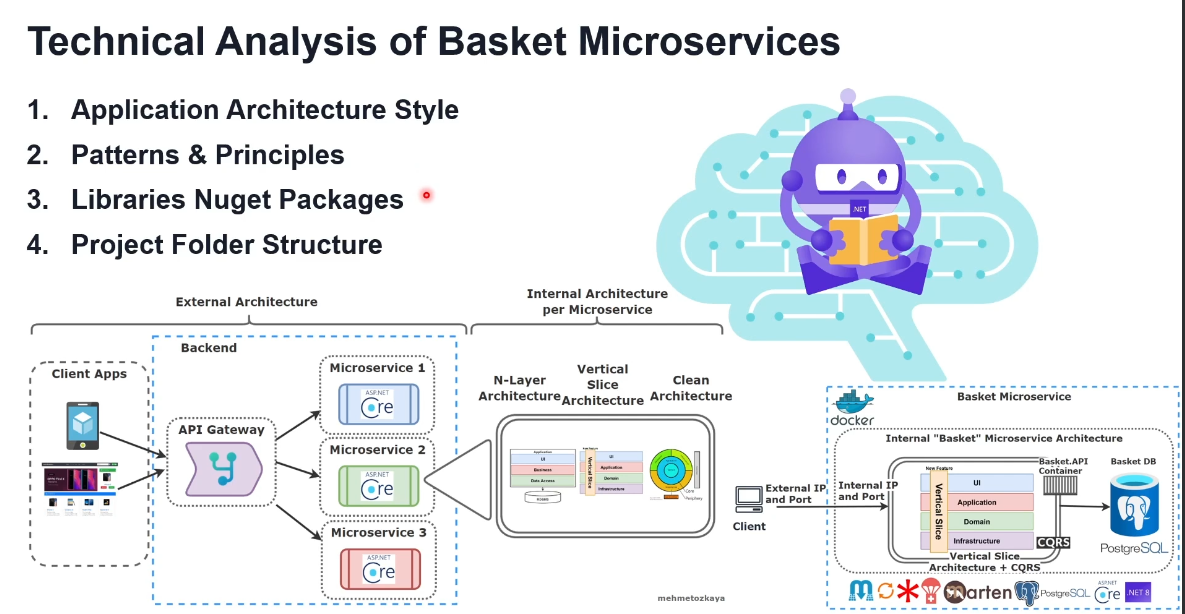 Technical Analysis of Basket Microservices
1. Application Architecture Style
2. Patterns & Principles
3. Libraries Nuget Packages
4. Project Folder Structure
.NET
External Architecture
Internal Architecture
per Microservice
Backend
Client Apps
API Gateway
Microservice 1
ASP.NET
Core
Microservice 2
ASP.NET
Core
Microservice 3
ASP.NET
Core
N-Layer
Architecture
Vertical
Slice
Architecture
Clean
Architecture
Application
UI
Business
Data Access
Vertical Slice
UI
Application
Domain
Infrastructure
mehmetozkaya
Client
External IP
and Port
docker
Basket Microservice
Internal "Basket" Microservice Architecture
Internal IP
and Port
New Feature
Vertical Slice
UI
Application
Domain
Infrastructure
Basket.API
Container
CQRS
Vertical Slice
Architecture + CQRS
Basket DB
PostgreSQL
marten
PostgreSQL
ASP.NET
Core
.NET 8